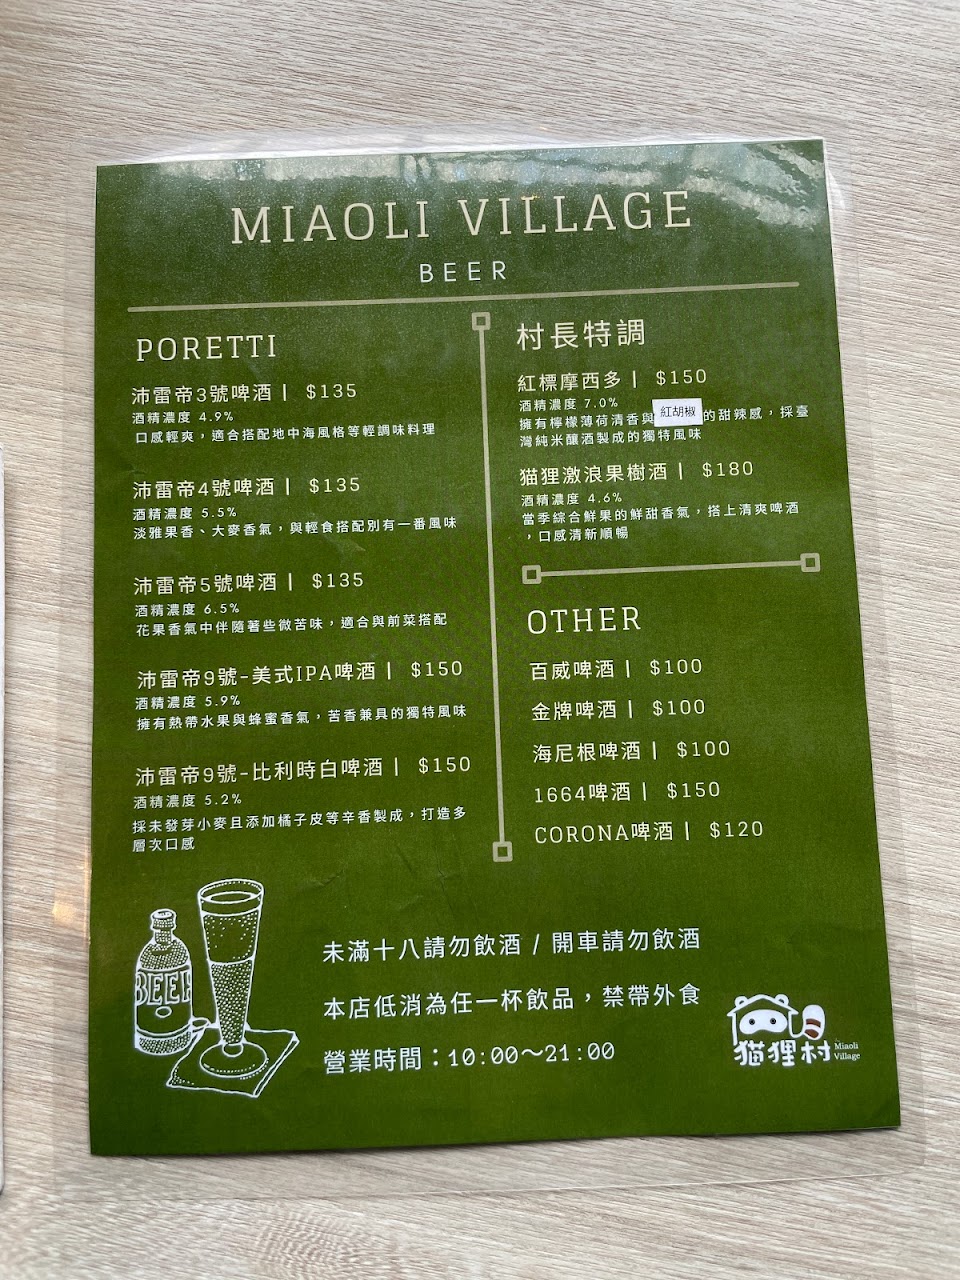 MIAOLI VILLAGE
BEER
PORETTI
沛雷帝3號啤酒 | $135
酒精濃度 4.9%
口感輕爽，適合搭配地中海風格等輕調味料理
沛雷帝4號啤酒 | $135
酒精濃度 5.5%
淡雅果香、大麥香氣，與輕食搭配別有一番風味
沛雷帝5號啤酒 | $135
酒精濃度 6.5%
花果香氣中伴隨著些微苦味，適合與前菜搭配
沛雷帝9號-美式IPA啤酒 | $150
酒精濃度 5.9%
擁有熱帶水果與蜂蜜香氣，苦香兼具的獨特風味
沛雷帝9號-比利時白啤酒 | $150
酒精濃度 5.2%
採未發芽小麥且添加橘子皮等辛香製成，打造多
層次口感
村長特調
紅標摩西多 | $150
酒精濃度 7.0%
擁有檸檬薄荷清香與紅胡椒的甜辣感，採臺
灣純米釀酒製成的獨特風味
猫狸激浪果樹酒 | $180
酒精濃度 4.6%
當季綜合鮮果的鮮甜香氣，搭上清爽啤酒
，口感清新順暢
OTHER
百威啤酒 | $100
金牌啤酒 | $100
海尼根啤酒 | $100
1664啤酒 | $150
CORONA啤酒 | $120
BEER
未滿十八請勿飲酒 / 開車請勿飲酒
本店低消為任一杯飲品，禁帶外食
營業時間：10:00～21:00
猫狸村
Miaoli
Village